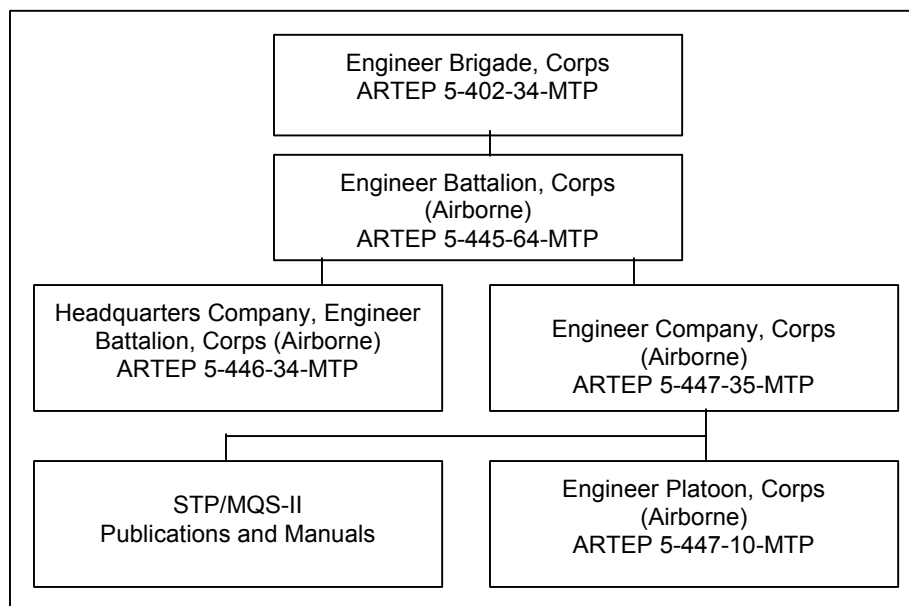 Engineer Brigade, Corps
ARTEP 5-402-34-MTP
Engineer Battalion, Corps
(Airborne)
ARTEP 5-445-64-MTP
Headquarters Company, Engineer
Battalion, Corps (Airborne)
ARTEP 5-446-34-MTP
Engineer Company, Corps
(Airborne)
ARTEP 5-447-35-MTP
STP/MQS-II
Publications and Manuals
Engineer Platoon, Corps
(Airborne)
ARTEP 5-447-10-MTP